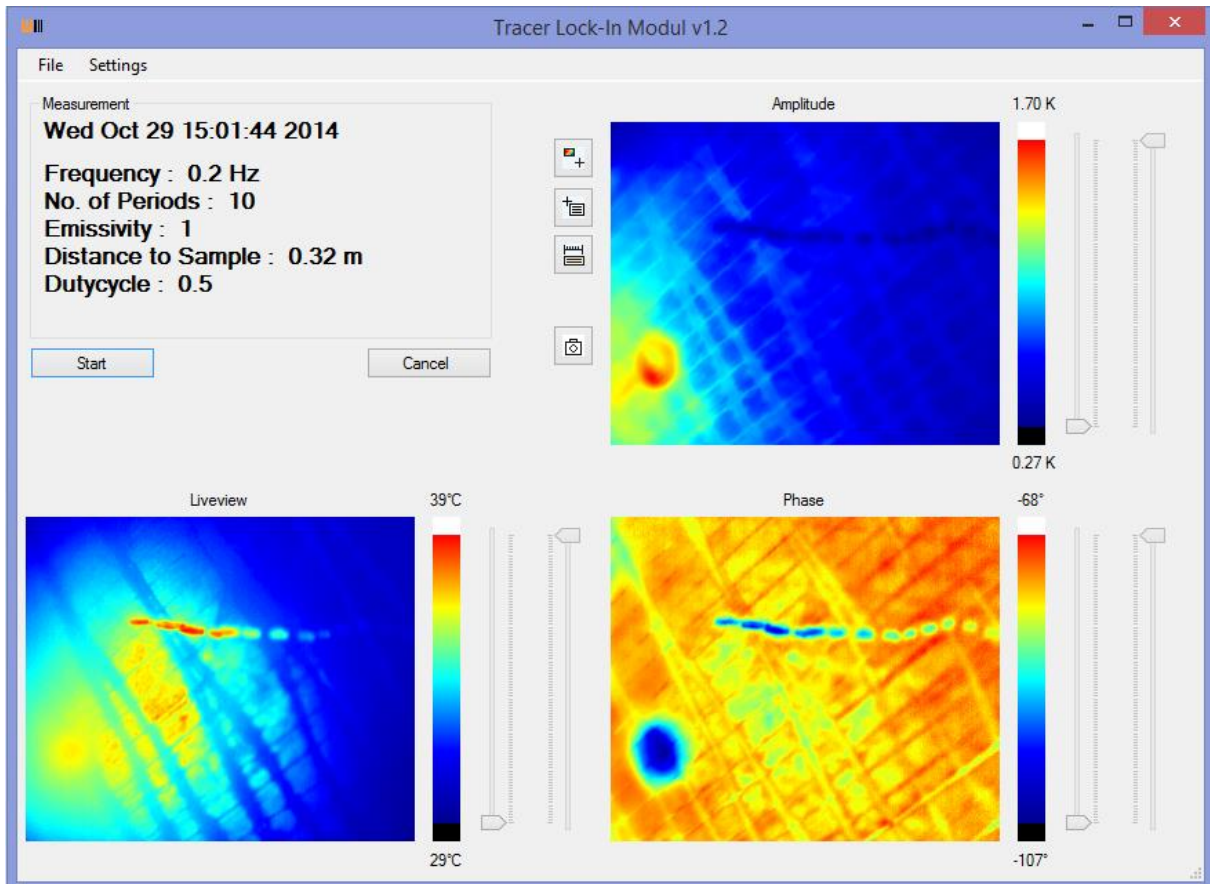 Tracer Lock-In Modul v1.2
File Settings
Measurement
Wed Oct 29 15:01:44 2014
Frequency : 0.2 Hz
No. of Periods : 10
Emissivity : 1
Distance to Sample : 0.32 m
Dutycycle : 0.5
Start Cancel
Amplitude 1.70 K
0.27 K
Liveview 39°C
29°C
Phase -68°
-107°